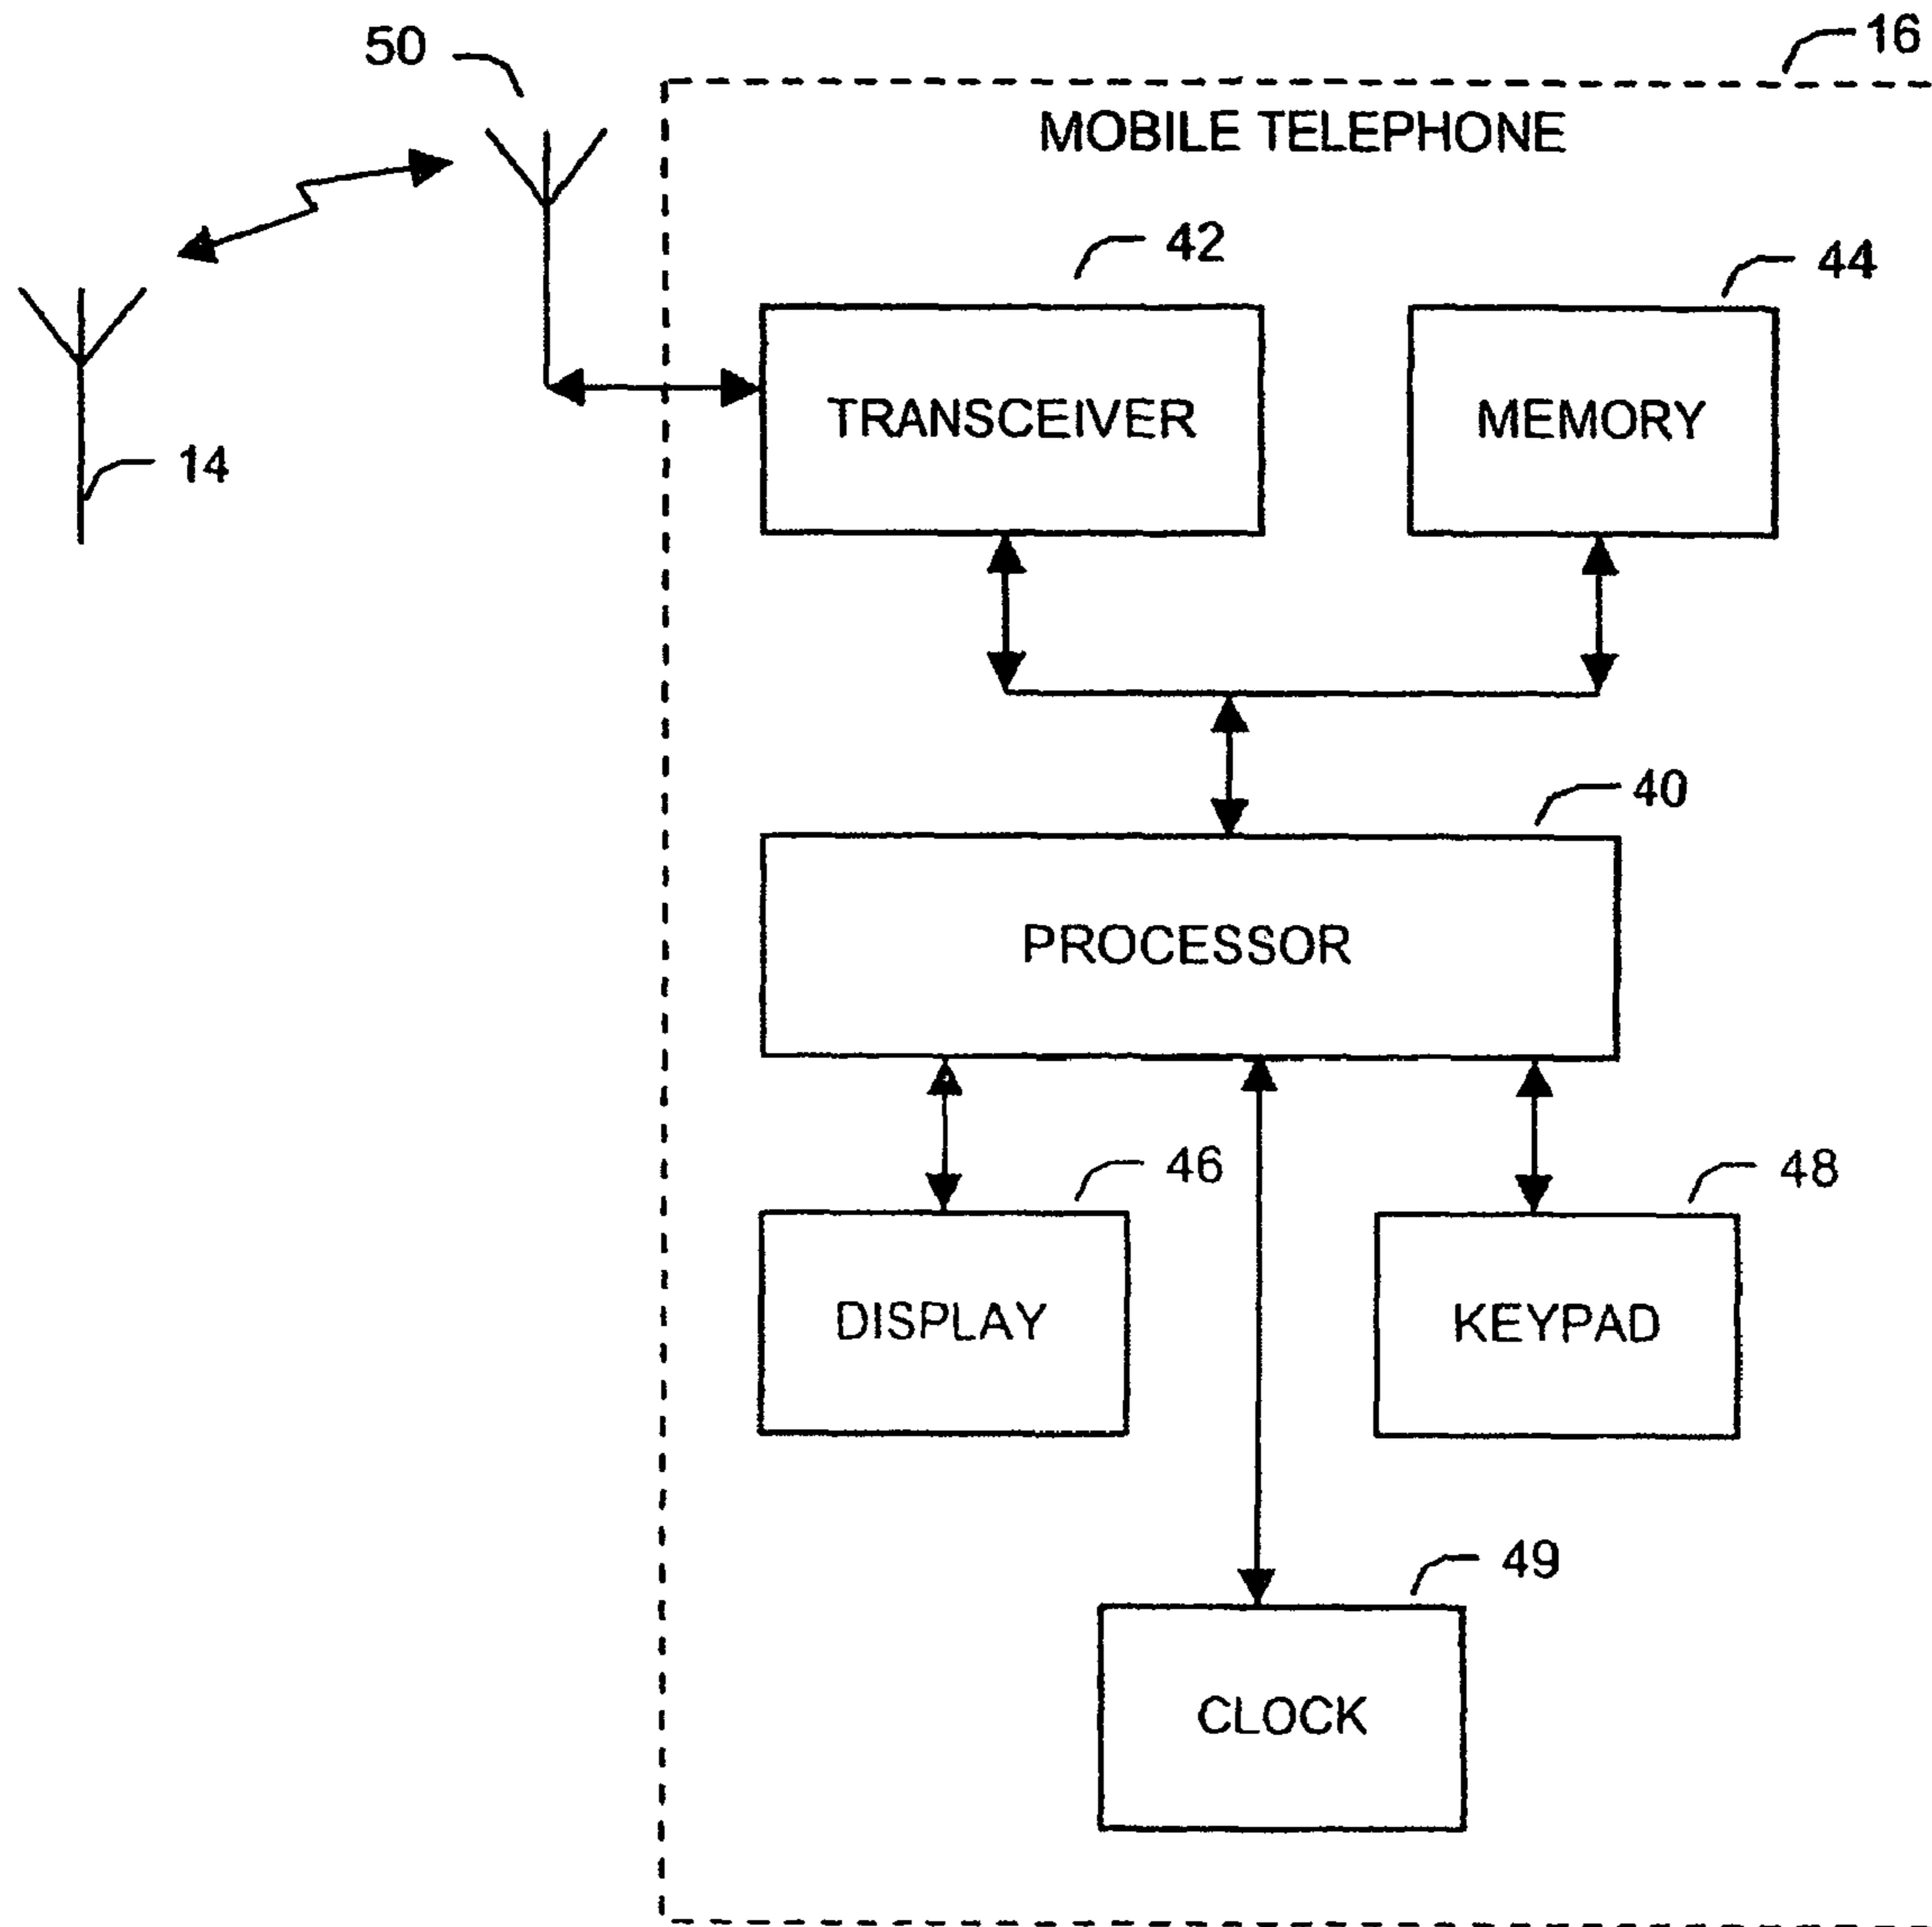 50
16
MOBILE TELEPHONE
42
44
TRANSCEIVER
MEMORY
14
40
PROCESSOR
46
48
DISPLAY
KEYPAD
49
CLOCK